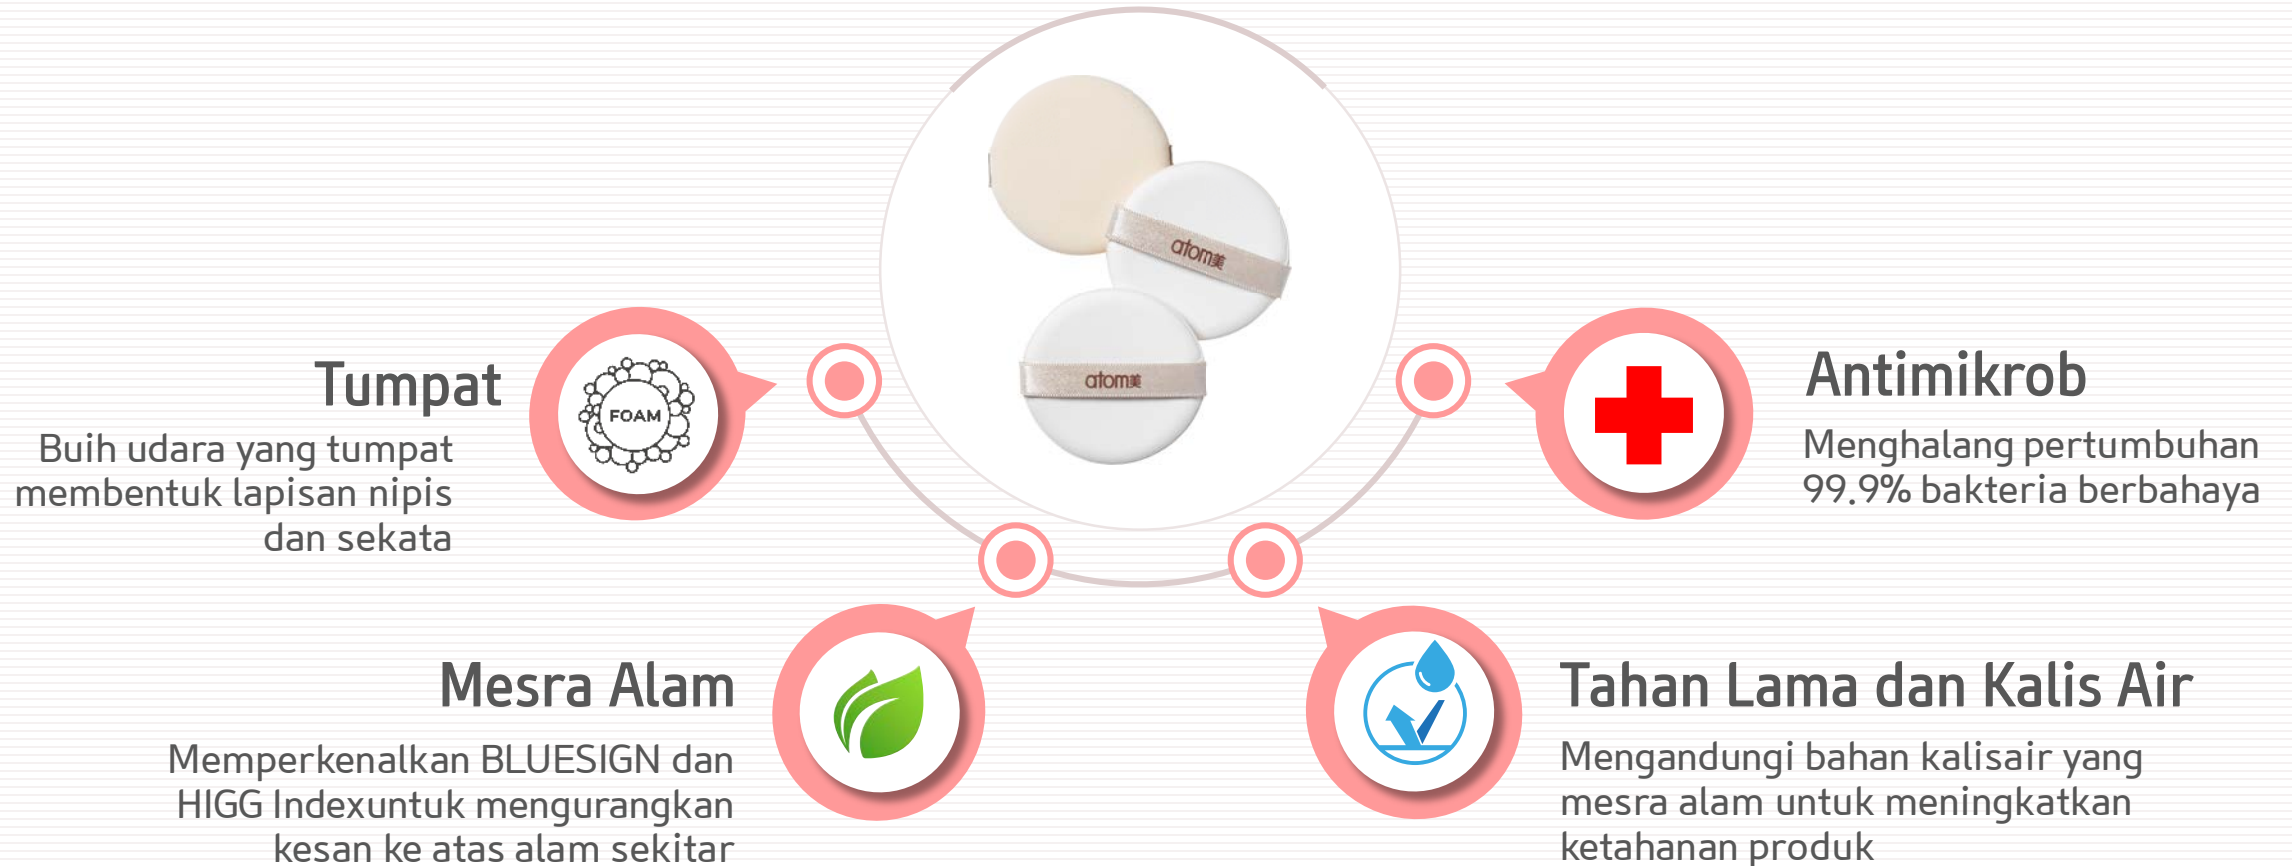 atom美
atom美
Tumpat
FOAM
Buih udara yang tumpat
membentuk lapisan nipis
dan sekata
Antimikrob
Menghalang pertumbuhan
99.9% bakteria berbahaya
Mesra Alam
Memperkenalkan BLUESIGN dan
HIGG Indexuntuk mengurangkan
kesan ke atas alam sekitar
Tahan Lama dan Kalis Air
Mengandungi bahan kalisair yang
mesra alam untuk meningkatkan
ketahanan produk